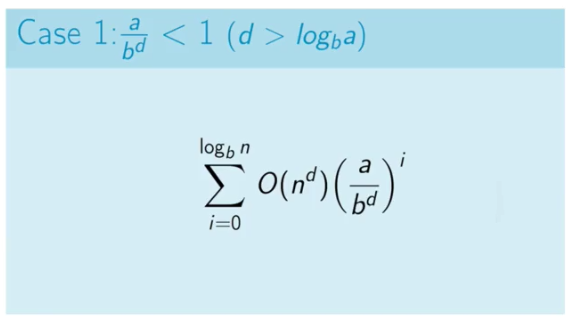 Case 1: a/b^d < 1 (d > log_b a)
∑_{i=0}^{log_b n} O(n^d)(a/b^d)^i